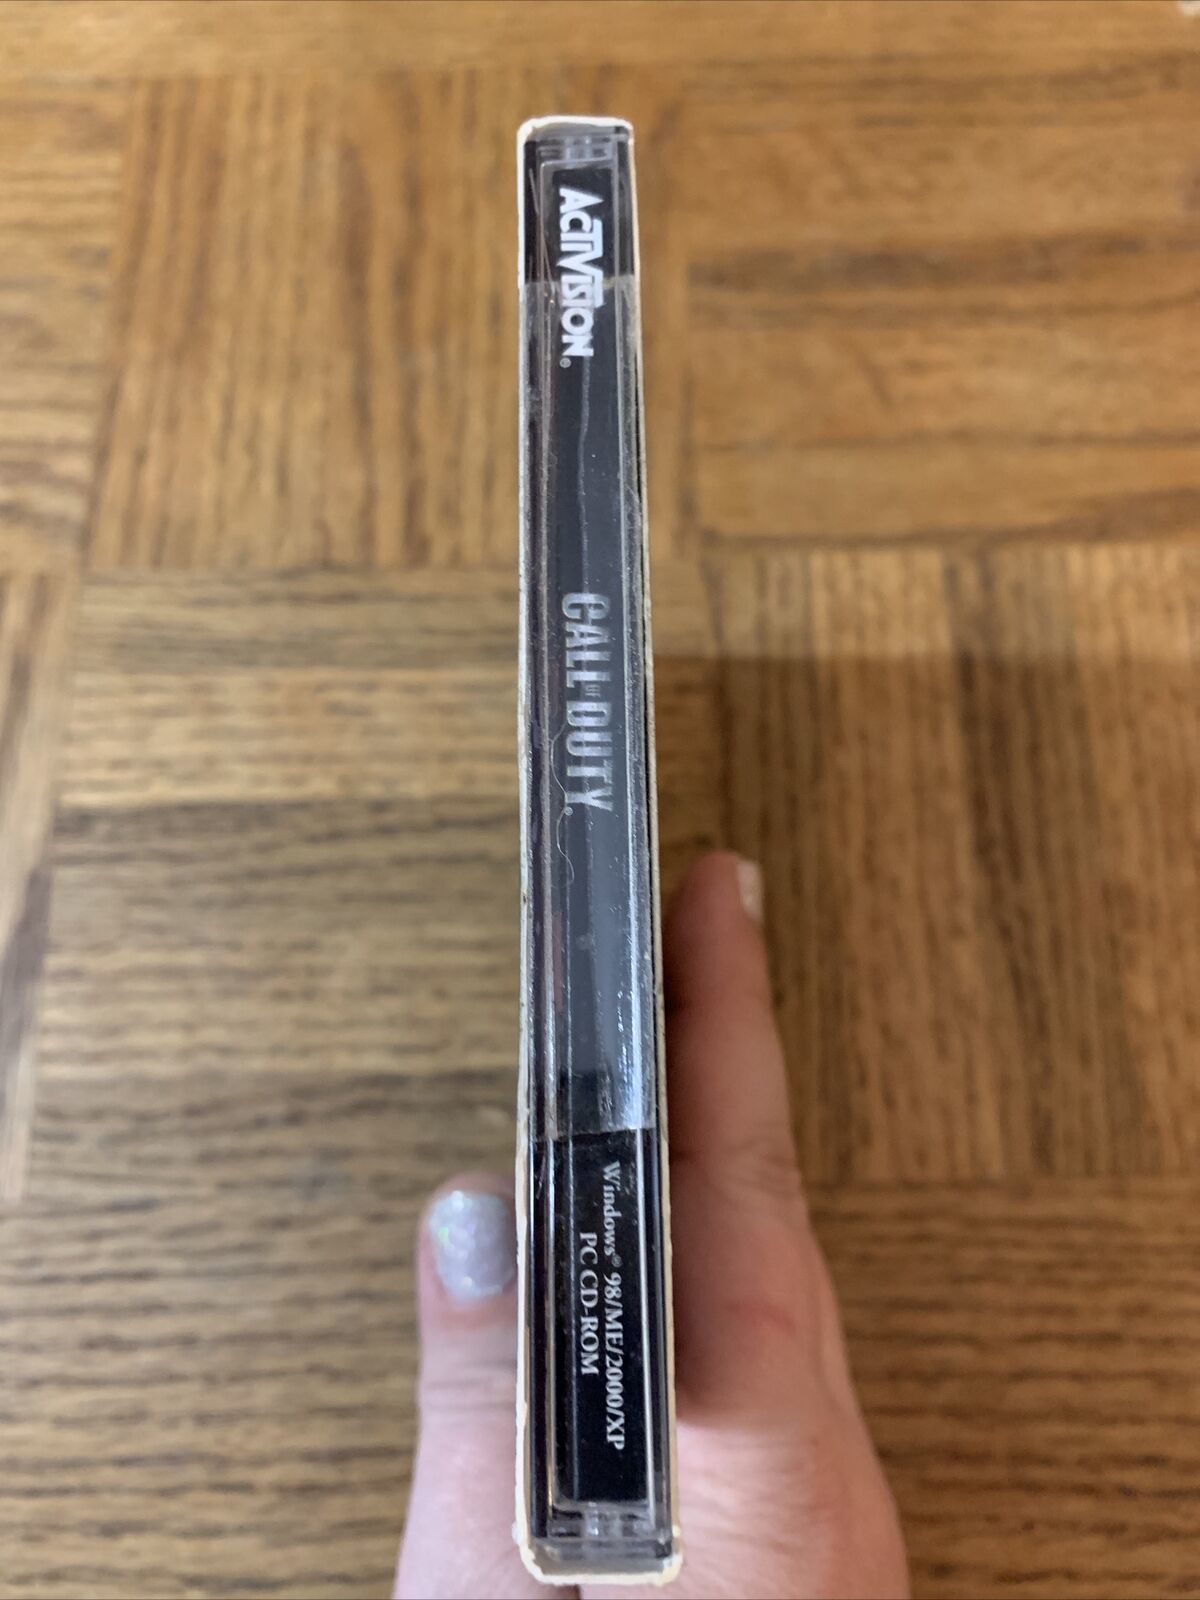 ACTIVISION®
CALL OF DUTY®
Windows® 98/ME/2000/XP
PC CD-ROM